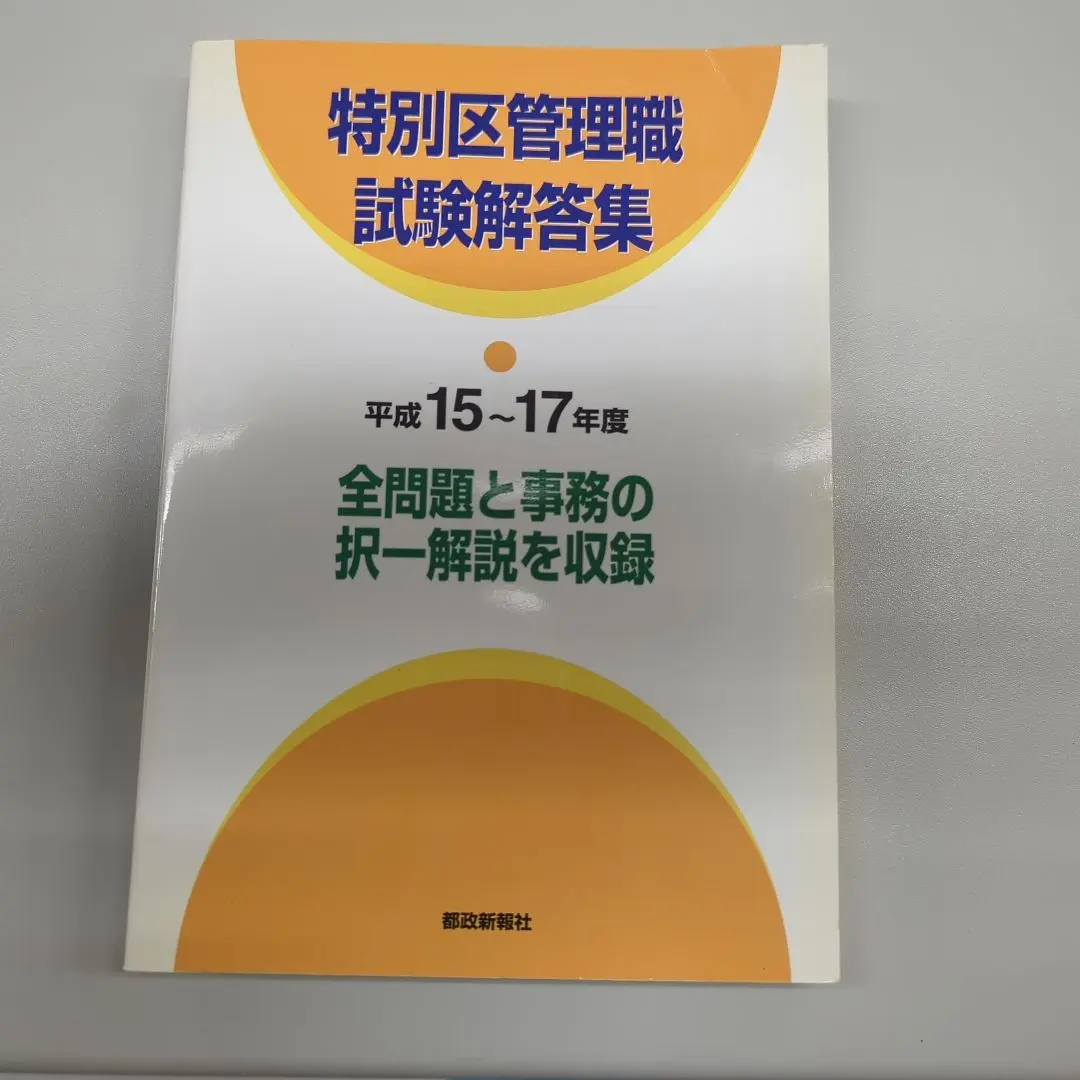 特別区管理職
試験解答集
平成15～17年度
全問題と事務の
択一解説を収録
都政新報社